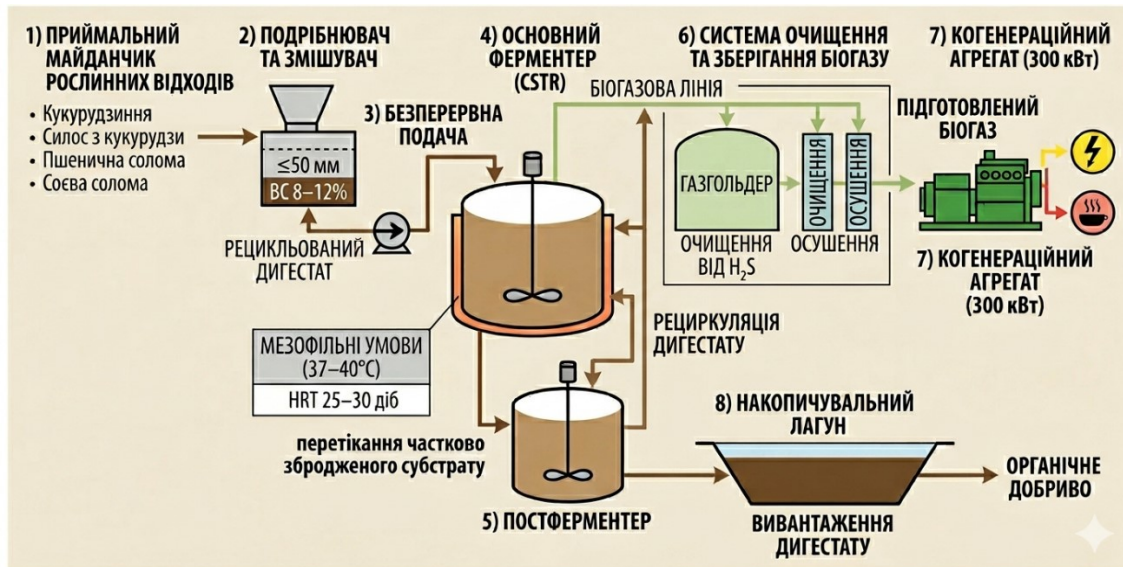 1) ПРИЙМАЛЬНИЙ
МАЙДАНЧИК
РОСЛИННИХ ВІДХОДІВ
• Кукурудзиння
• Силос з кукурудзи
• Пшенична солома
• Соєва солома
2) ПОДРІБНЮВАЧ
ТА ЗМІШУВАЧ
≤50 мм
ВС 8–12%
РЕЦИКЛЬОВАНИЙ
ДИГЕСТАТ
3) БЕЗПЕРЕРВНА
ПОДАЧА
4) ОСНОВНИЙ
ФЕРМЕНТЕР
(CSTR)
МЕЗОФІЛЬНІ УМОВИ
(37–40°C)
HRT 25–30 діб
перетікання частково
збродженого субстрату
5) ПОСТФЕРМЕНТЕР
РЕЦИРКУЛЯЦІЯ
ДИГЕСТАТУ
6) СИСТЕМА ОЧИЩЕННЯ
ТА ЗБЕРІГАННЯ БІОГАЗУ
БІОГАЗОВА ЛІНІЯ
ГАЗГОЛЬДЕР
ОЧИЩЕННЯ
ВІД H₂S
ОЧИЩЕННЯ
ОСУШЕННЯ
ОСУШЕННЯ
7) КОГЕНЕРАЦІЙНИЙ
АГРЕГАТ (300 кВт)
ПІДГОТОВЛЕНИЙ
БІОГАЗ
7) КОГЕНЕРАЦІЙНИЙ
АГРЕГАТ
(300 кВт)
8) НАКОПИЧУВАЛЬНИЙ
ЛАГУН
ВИВАНТАЖЕННЯ
ДИГЕСТАТУ
ОРГАНІЧНЕ
ДОБРИВО